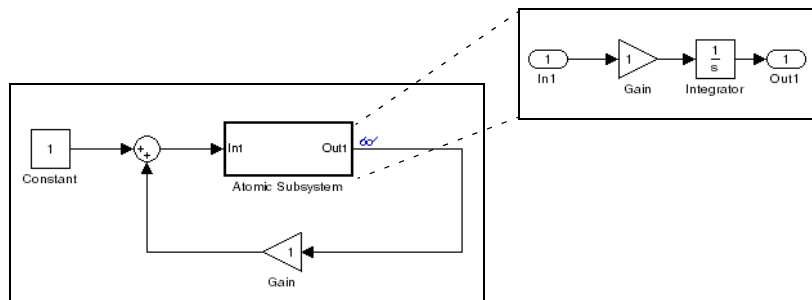 1
Constant
+
+
In1
Out1
Atomic Subsystem
1
Gain
1
In1
1
Gain
1
s
Integrator
1
Out1